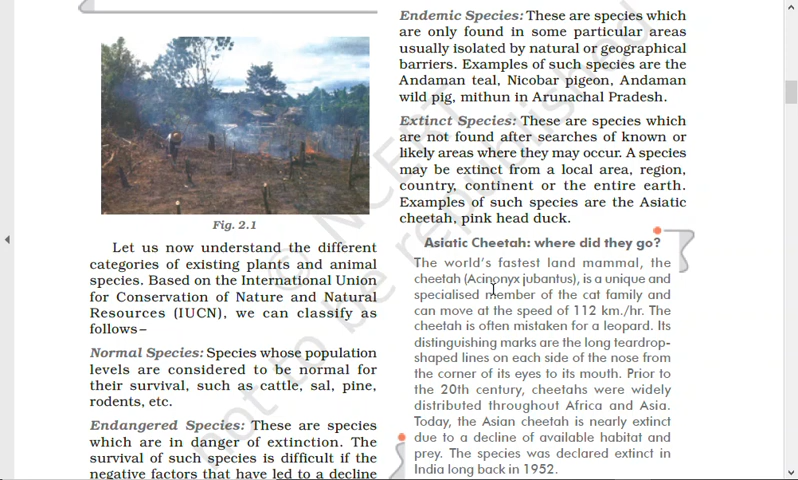 Fig. 2.1
Let us now understand the different
categories of existing plants and animal
species. Based on the International Union
for Conservation of Nature and Natural
Resources (IUCN), we can classify as
follows–
Normal Species: Species whose population
levels are considered to be normal for
their survival, such as cattle, sal, pine,
rodents, etc.
Endangered Species: These are species
which are in danger of extinction. The
survival of such species is difficult if the
negative factors that have led to a decline
Endemic Species: These are species which
are only found in some particular areas
usually isolated by natural or geographical
barriers. Examples of such species are the
Andaman teal, Nicobar pigeon, Andaman
wild pig, mithun in Arunachal Pradesh.
Extinct Species: These are species which
are not found after searches of known or
likely areas where they may occur. A species
may be extinct from a local area, region,
country, continent or the entire earth.
Examples of such species are the Asiatic
cheetah, pink head duck.
Asiatic Cheetah: where did they go?
The world's fastest land mammal, the
cheetah (Acinonyx jubantus), is a unique and
specialised member of the cat family and
can move at the speed of 112 km./hr. The
cheetah is often mistaken for a leopard. Its
distinguishing marks are the long teardrop-
shaped lines on each side of the nose from
the corner of its eyes to its mouth. Prior to
the 20th century, cheetahs were widely
distributed throughout Africa and Asia.
Today, the Asian cheetah is nearly extinct
due to a decline of available habitat and
prey. The species was declared extinct in
India long back in 1952.
© NCERT
not to be republished